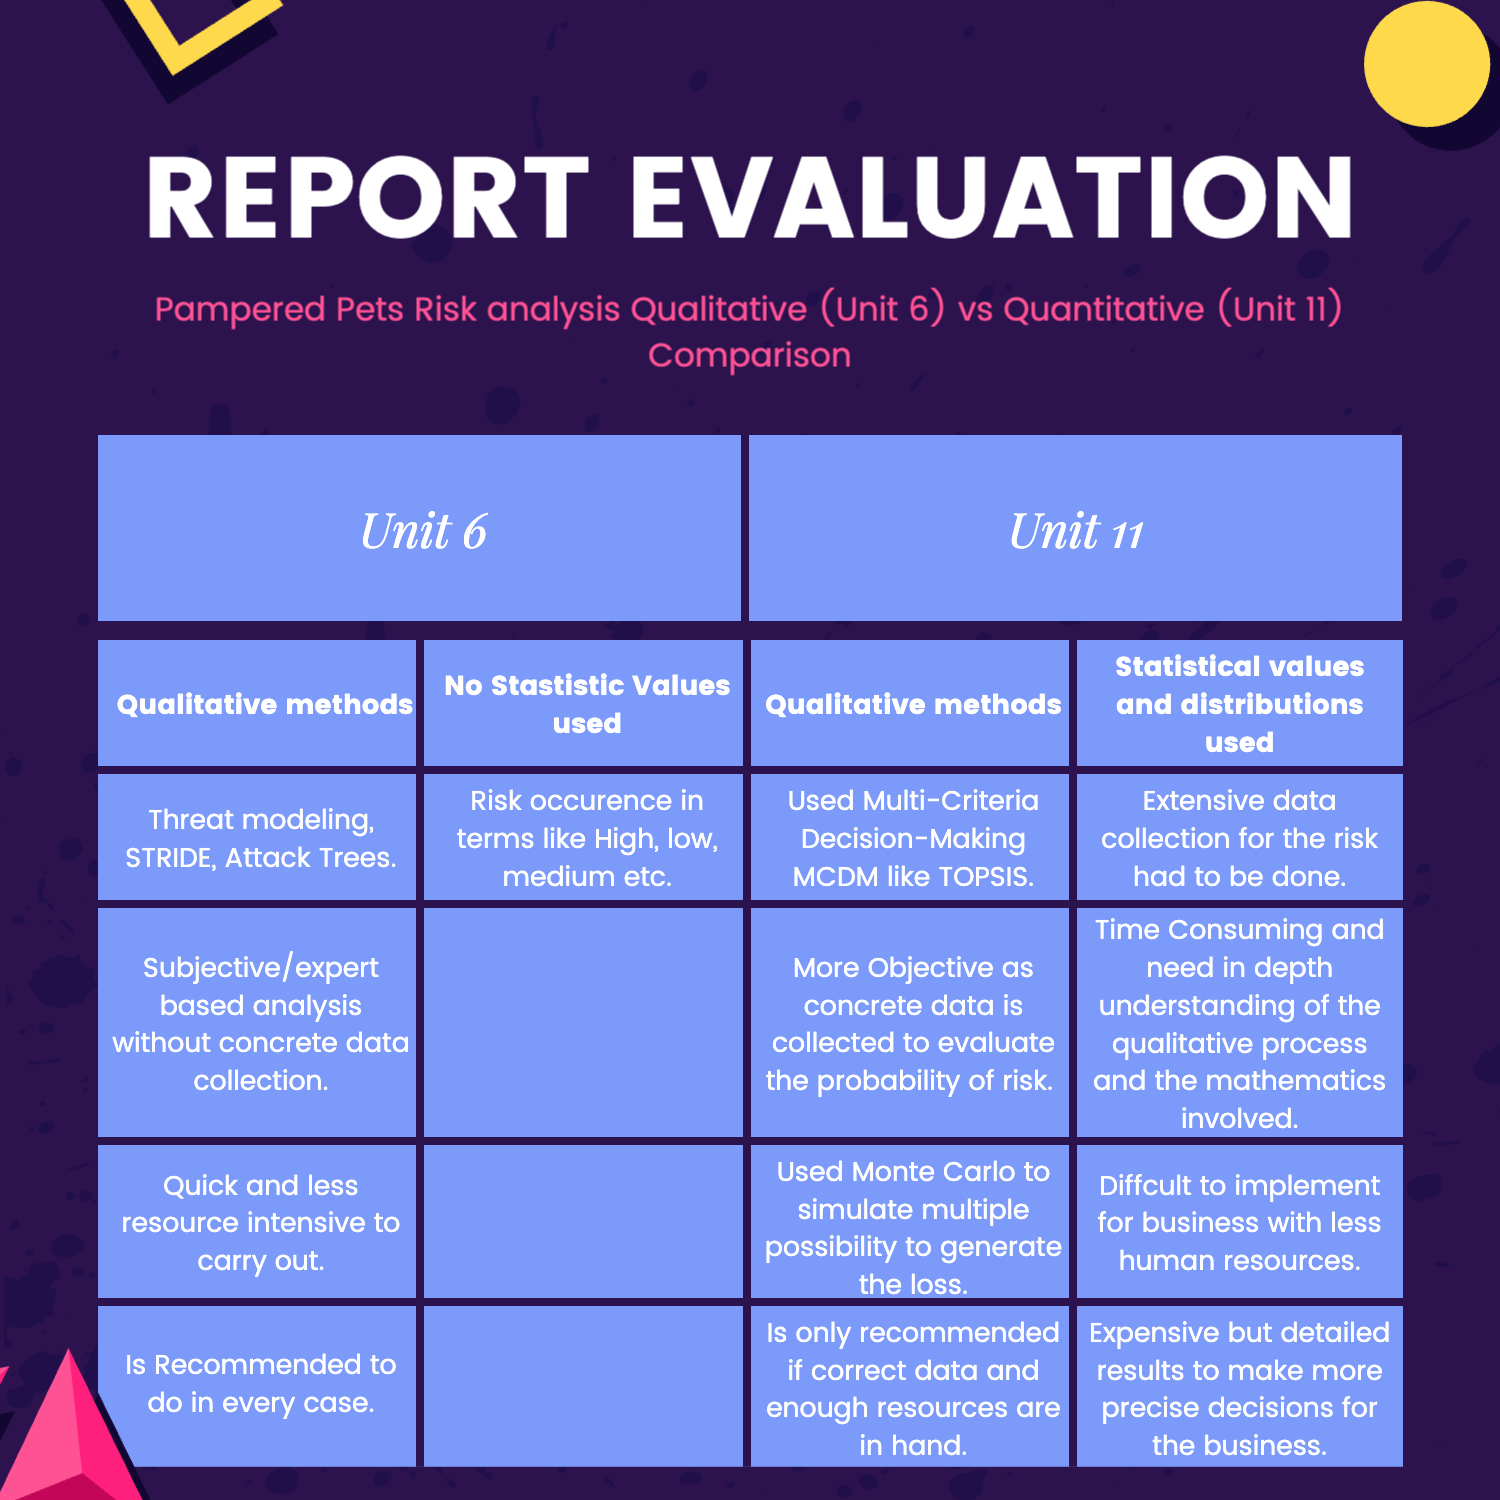 REPORT EVALUATION
Pampered Pets Risk analysis Qualitative (Unit 6) vs Quantitative (Unit 11)
Comparison
Unit 6
Unit 11
Qualitative methods
No Stastistic Values
used
Qualitative methods
Statistical values
and distributions
used
Threat modeling,
STRIDE, Attack Trees.
Risk occurence in
terms like High, low,
medium etc.
Used Multi-Criteria
Decision-Making
MCDM like TOPSIS.
Extensive data
collection for the risk
had to be done.
Subjective/expert
based analysis
without concrete data
collection.
More Objective as
concrete data is
collected to evaluate
the probability of risk.
Time Consuming and
need in depth
understanding of the
qualitative process
and the mathematics
involved.
Quick and less
resource intensive to
carry out.
Used Monte Carlo to
simulate multiple
possibility to generate
the loss.
Diffcult to implement
for business with less
human resources.
Is Recommended to
do in every case.
Is only recommended
if correct data and
enough resources are
in hand.
Expensive but detailed
results to make more
precise decisions for
the business.